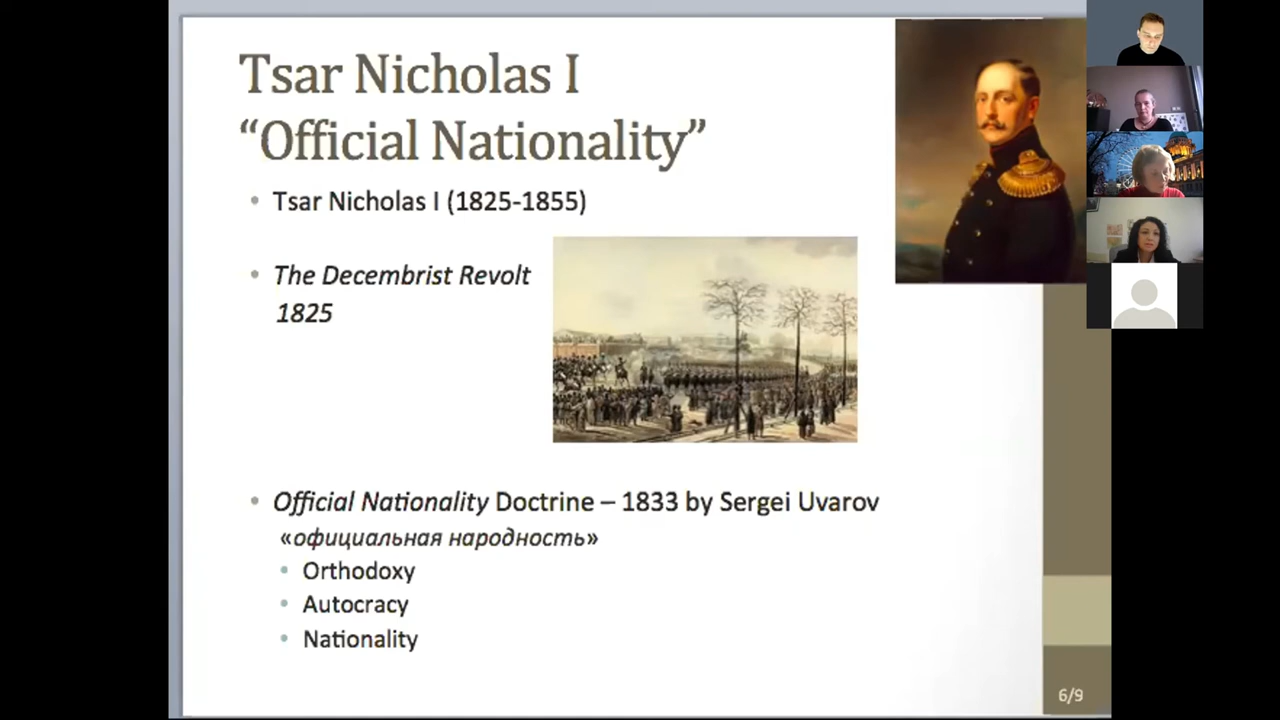 Tsar Nicholas I
“Official Nationality”
Tsar Nicholas I (1825-1855)
The Decembrist Revolt
1825
Official Nationality Doctrine – 1833 by Sergei Uvarov
«официальная народность»
Orthodoxy
Autocracy
Nationality
6/9